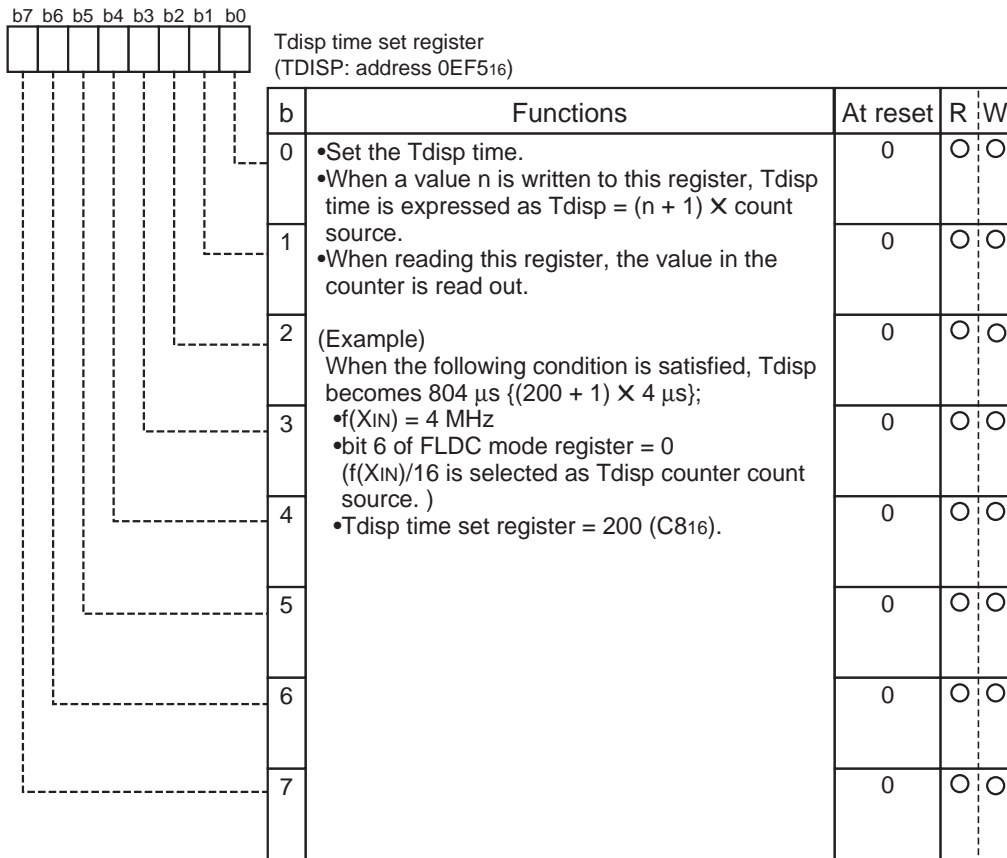 b7 b6 b5 b4 b3 b2 b1 b0
Tdisp time set register
(TDISP: address 0EF516)
b Functions At reset R W
0 •Set the Tdisp time. 0 ○ ○
•When a value n is written to this register, Tdisp
time is expressed as Tdisp = (n + 1) × count
source.
1 0 ○ ○
•When reading this register, the value in the
counter is read out.
2 (Example) 0 ○ ○
When the following condition is satisfied, Tdisp
becomes 804 μs {(200 + 1) × 4 μs};
3 •f(XIN) = 4 MHz 0 ○ ○
•bit 6 of FLDC mode register = 0
(f(XIN)/16 is selected as Tdisp counter count
source. )
4 •Tdisp time set register = 200 (C816). 0 ○ ○
5 0 ○ ○
6 0 ○ ○
7 0 ○ ○